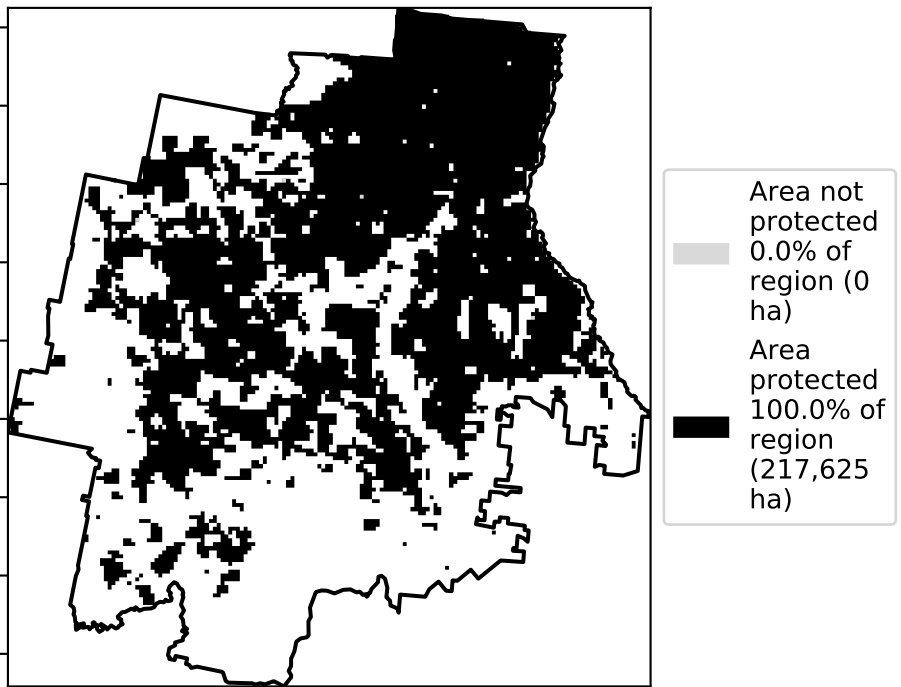 Area not
protected
0.0% of
region (0
ha)
Area
protected
100.0% of
region
(217,625
ha)